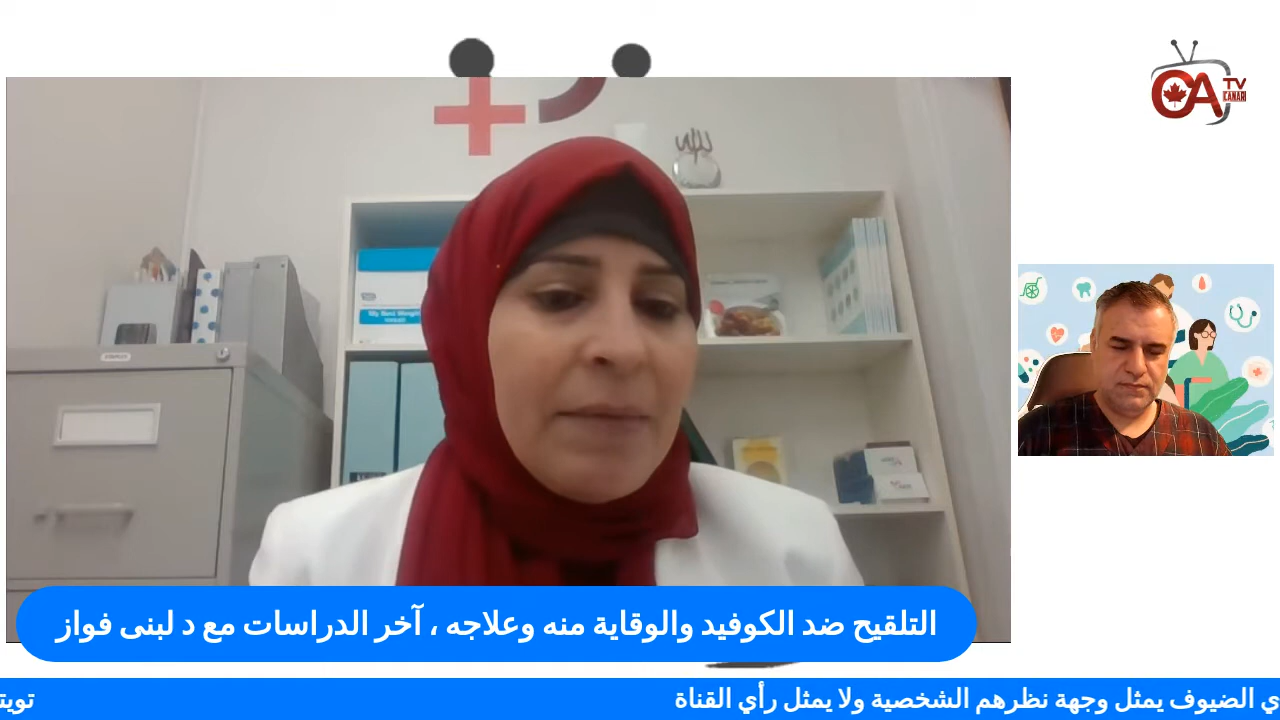 CA TV
CANARI
التلقيح ضد الكوفيد والوقاية منه وعلاجه ، آخر الدراسات مع د لبنى فواز
ي الضيوف يمثل وجهة نظرهم الشخصية ولا يمثل رأي القناة